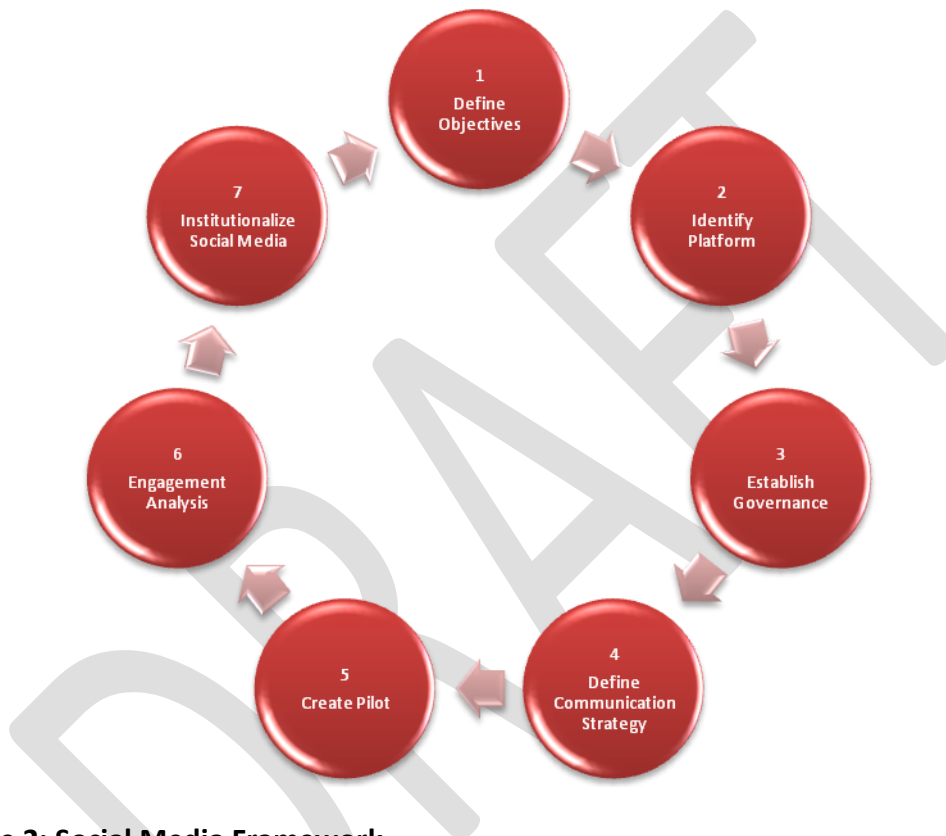 1
Define
Objectives
2
Identify
Platform
3
Establish
Governance
4
Define
Communication
Strategy
5
Create Pilot
6
Engagement
Analysis
7
Institutionalize
Social Media
DRAFT
2: Social Media Framework